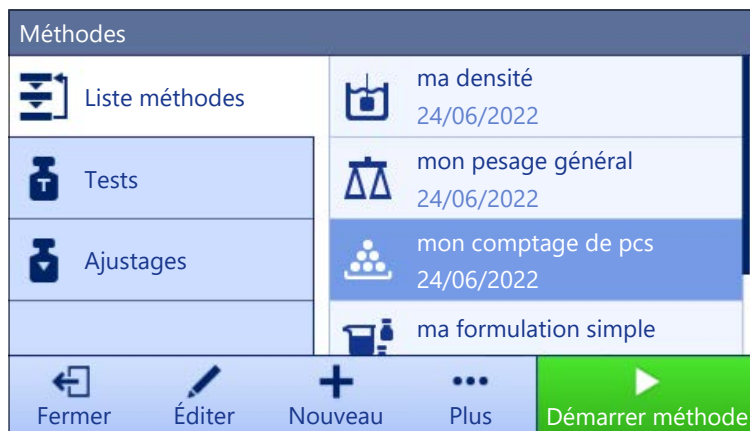 Méthodes
Liste méthodes
Tests
Ajustages
ma densité
24/06/2022
mon pesage général
24/06/2022
mon comptage de pcs
24/06/2022
ma formulation simple
Fermer
Éditer
Nouveau
Plus
Démarrer méthode